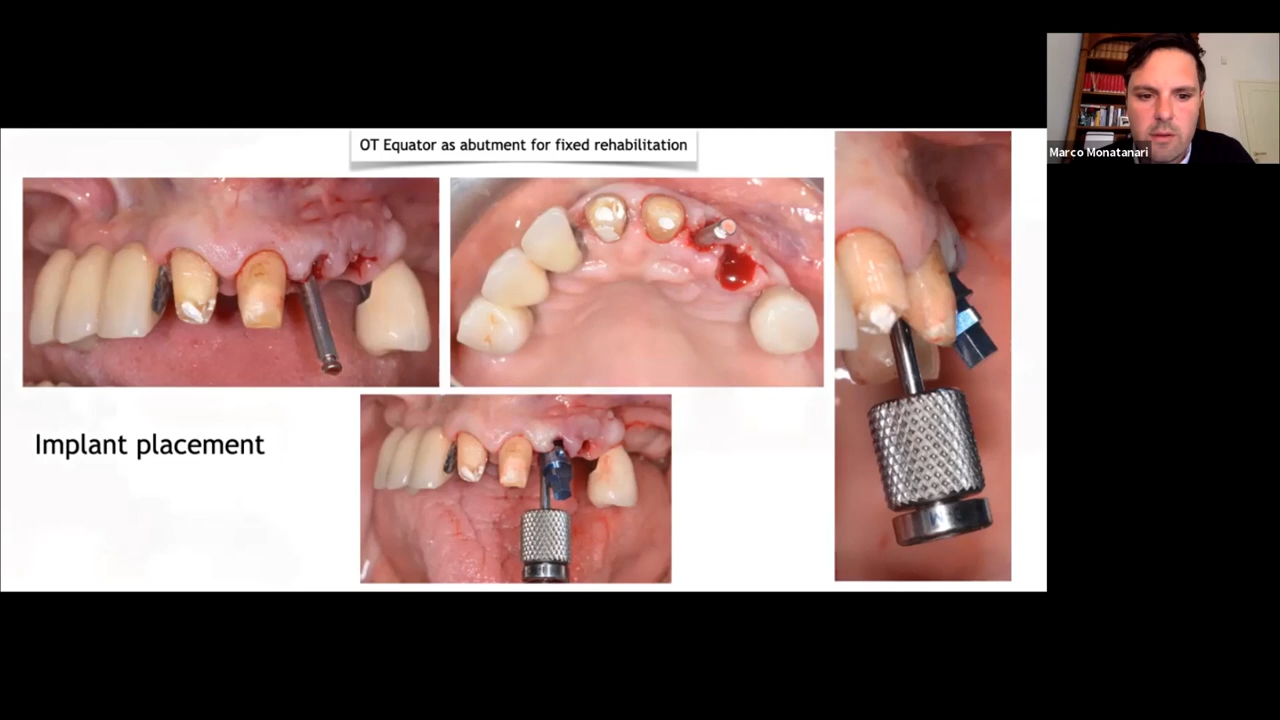 OT Equator as abutment for fixed rehabilitation
Marco Monatanari
Implant placement